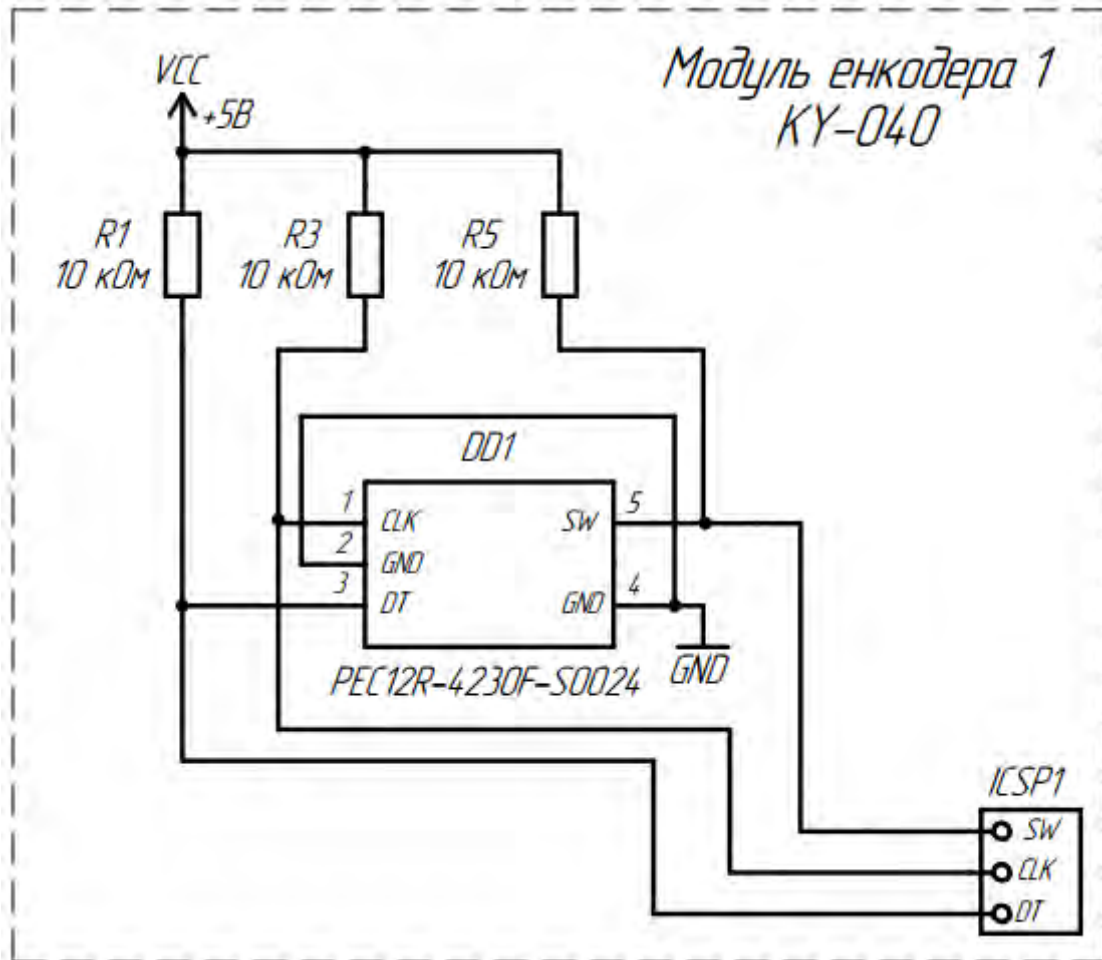 Модуль енкодера 1
KY-040
VCC
+5В
R1
10 кОм
R3
10 кОм
R5
10 кОм
DD1
1
CLK
2
GND
3
DT
SW
5
GND
4
PEC12R-4230F-S0024
GND
ICSP1
SW
CLK
DT